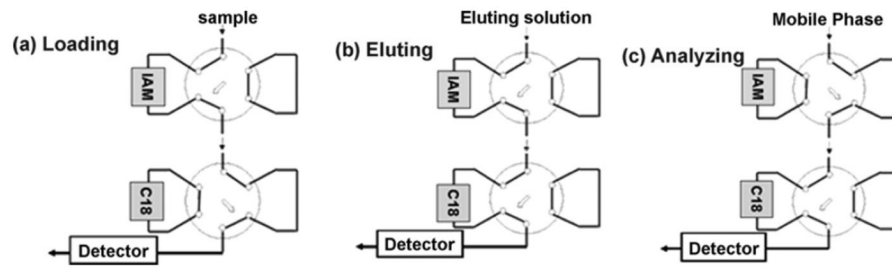 sample
(a) Loading
IAM
C18
Detector
Eluting solution
(b) Eluting
IAM
C18
Detector
Mobile Phase
(c) Analyzing
IAM
C18
Detector